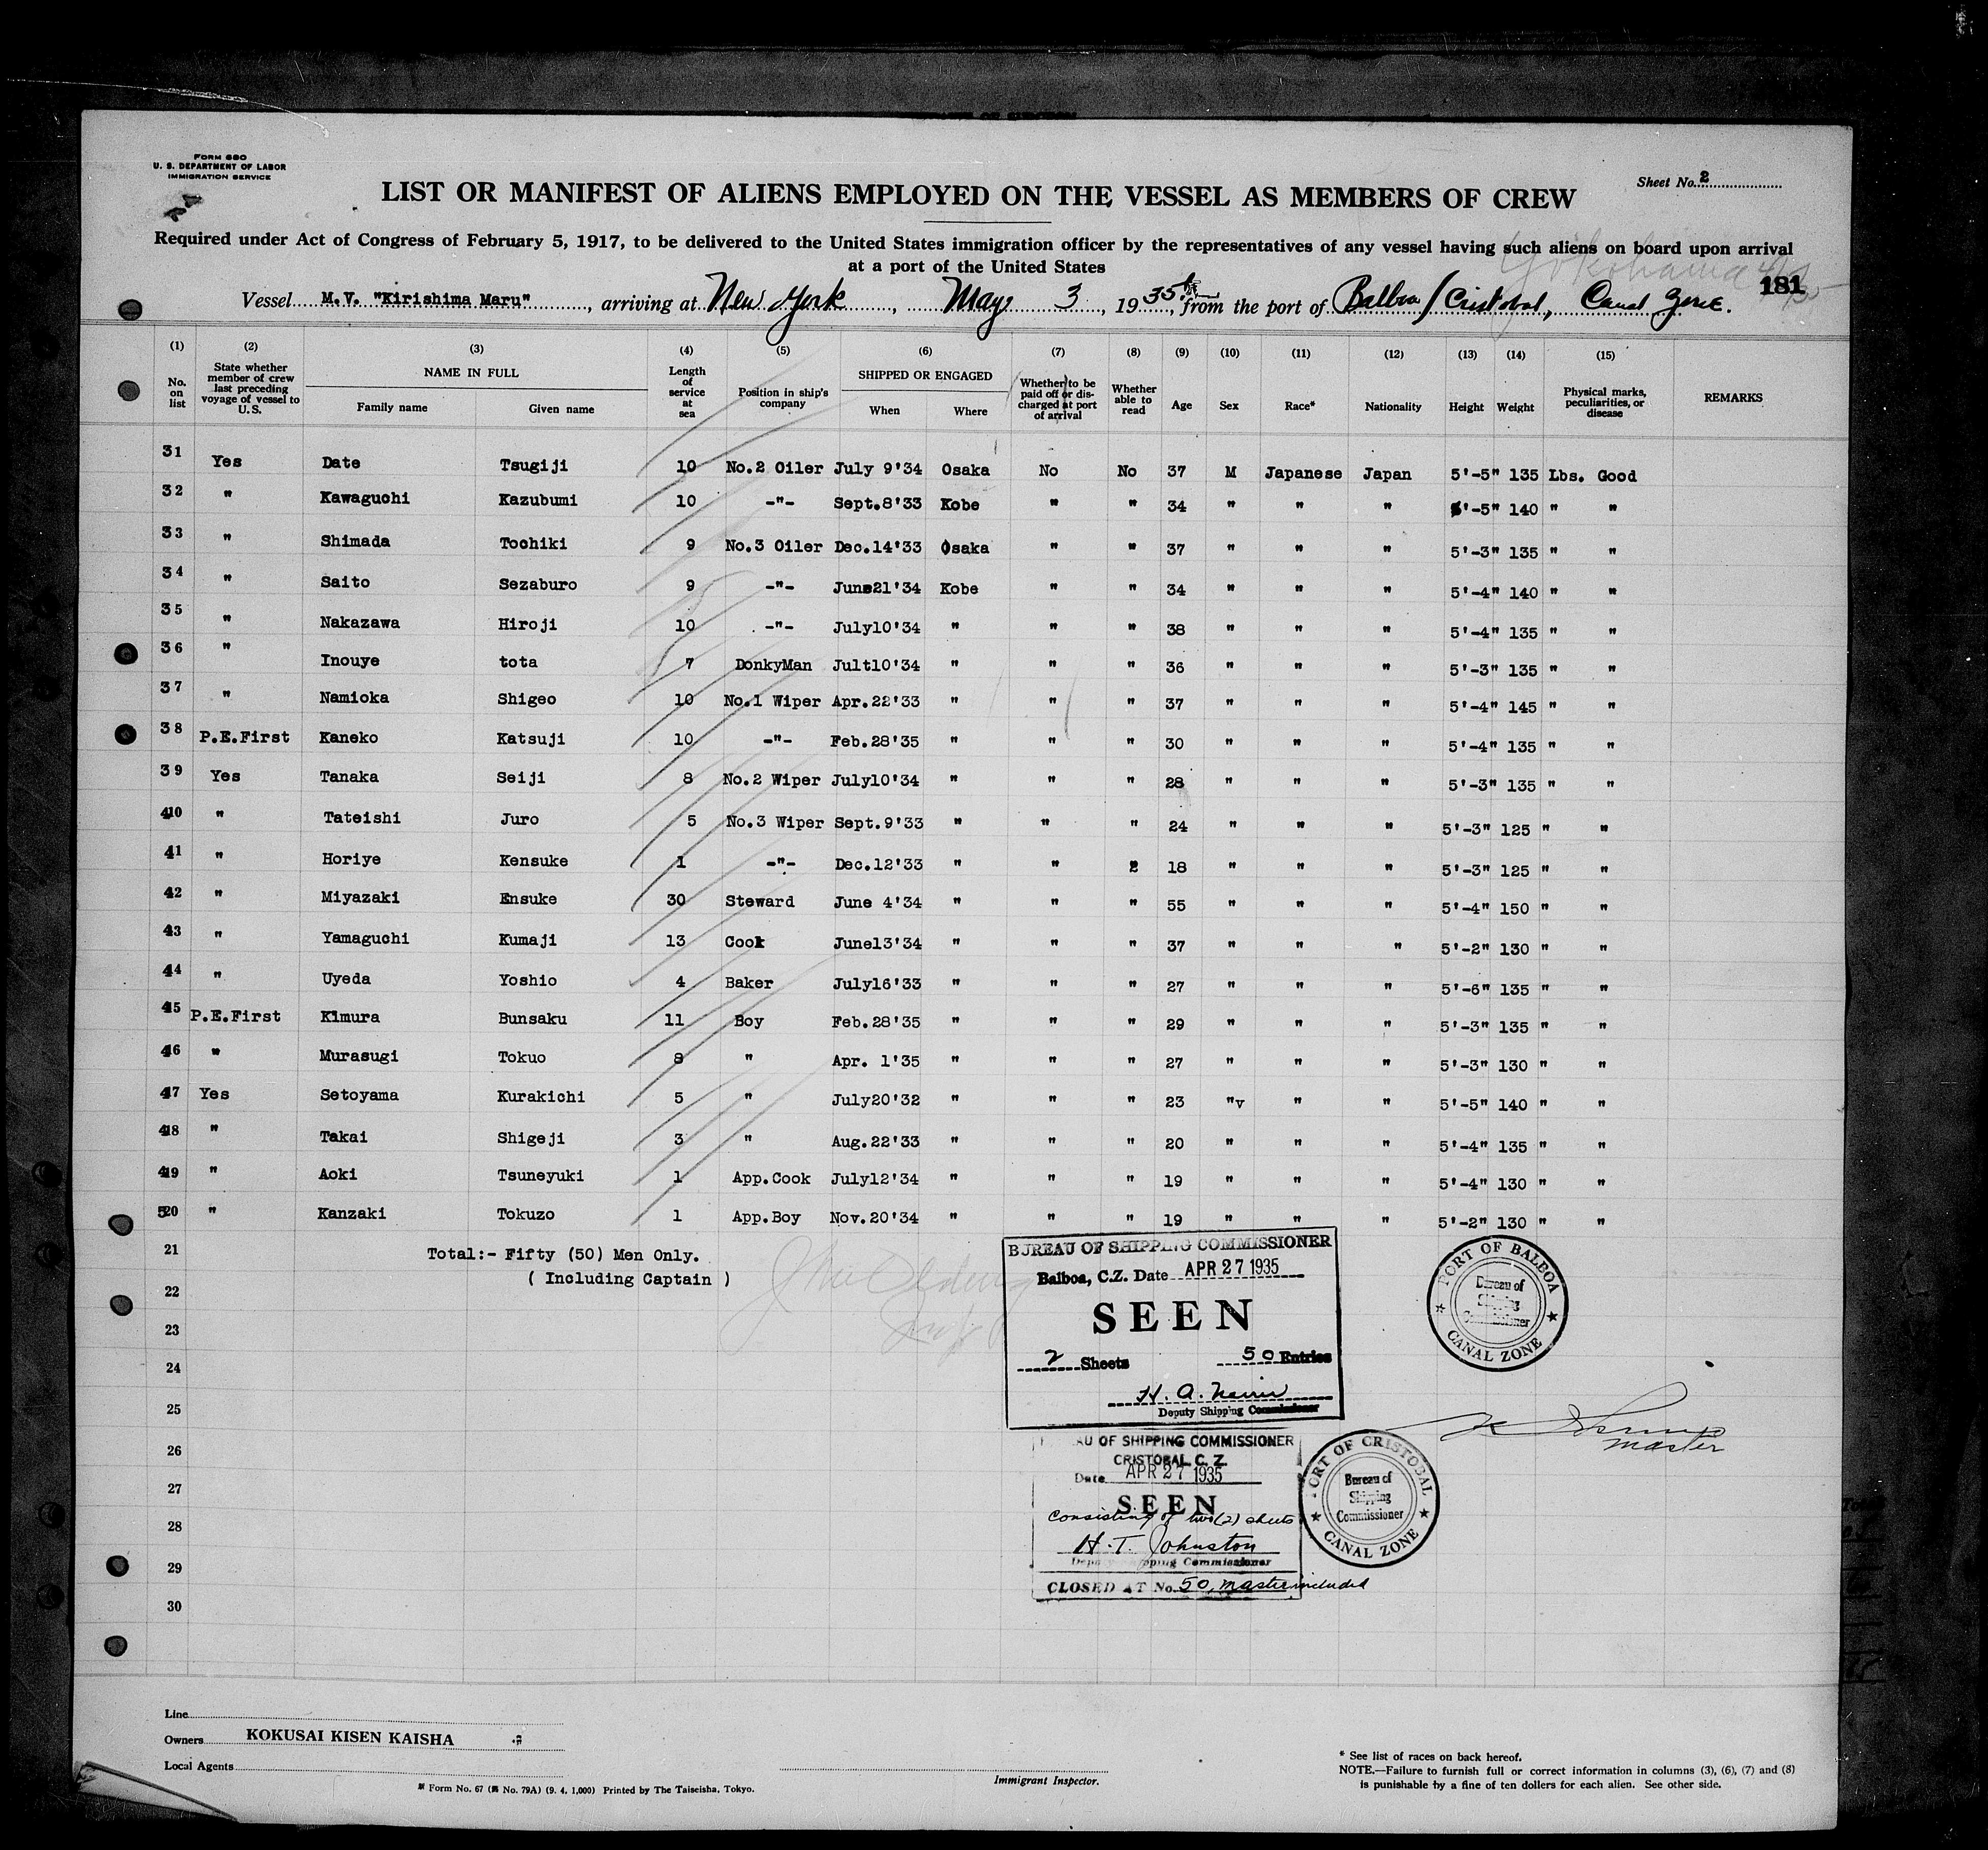 FORM 680
U. S. DEPARTMENT OF LABOR
IMMIGRATION SERVICE
Sheet No. 2
LIST OR MANIFEST OF ALIENS EMPLOYED ON THE VESSEL AS MEMBERS OF CREW
Required under Act of Congress of February 5, 1917, to be delivered to the United States immigration officer by the representatives of any vessel having such aliens on board upon arrival
at a port of the United States
Yokohama
181
Vessel M.V. "Kirishima Maru", arriving at New York, May 3, 1935, from the port of Balboa/Cristobal, Canal Zone.
(1) (2) (3) (4) (5) (6) (7) (8) (9) (10) (11) (12) (13) (14) (15)
No. on list State whether member of crew last preceding voyage of vessel to U.S. NAME IN FULL Family name Given name Length of service at sea Position in ship's company SHIPPED OR ENGAGED When Where Whether to be paid off or discharged at port of arrival Whether able to read Age Sex Race* Nationality Height Weight Physical marks, peculiarities, or disease REMARKS
31 Yes Date Tsugiji 10 No.2 Oiler July 9'34 Osaka No No 37 M Japanese Japan 5'-5" 135 Lbs. Good
32 " Kawaguchi Kazubumi 10 -"- Sept.8'33 Kobe " " 34 " " " 5'-5" 140 " "
33 " Shimada Tochiki 9 No.3 Oiler Dec.14'33 Osaka " " 37 " " " 5'-3" 135 " "
34 " Saito Sezaburo 9 -"- June21'34 Kobe " " 34 " " " 5'-4" 140 " "
35 " Nakazawa Hiroji 10 -"- July10'34 " " " 38 " " " 5'-4" 135 " "
36 " Inouye tota 7 DonkyMan Jult10'34 " " " 36 " " " 5'-3" 135 " "
37 " Namioka Shigeo 10 No.1 Wiper Apr.22'33 " " " 37 " " " 5'-4" 145 " "
38 P.E.First Kaneko Katsuji 10 -"- Feb.28'35 " " " 30 " " " 5'-4" 135 " "
39 Yes Tanaka Seiji 8 No.2 Wiper July10'34 " " " 28 " " " 5'-3" 135 " "
40 " Tateishi Juro 5 No.3 Wiper Sept.9'33 " " " 24 " " " 5'-3" 125 " "
41 " Horiye Kensuke 1 -"- Dec.12'33 " " 2 18 " " " 5'-3" 125 " "
42 " Miyazaki Ensuke 30 Steward June 4'34 " " " 55 " " " 5'-4" 150 " "
43 " Yamaguchi Kumaji 13 Cook June13'34 " " " 37 " " " 5'-2" 130 " "
44 " Uyeda Yoshio 4 Baker July16'33 " " " 27 " " " 5'-6" 135 " "
45 P.E.First Kimura Bunsaku 11 Boy Feb.28'35 " " " 29 " " " 5'-3" 135 " "
46 " Murasugi Tokuo 8 " Apr. 1'35 " " " 27 " " " 5'-3" 130 " "
47 Yes Setoyama Kurakichi 5 " July20'32 " " " 23 "v " " 5'-5" 140 " "
48 " Takai Shigeji 3 " Aug.22'33 " " " 20 " " " 5'-4" 135 " "
49 " Aoki Tsuneyuki 1 App.Cook July12'34 " " " 19 " " " 5'-4" 130 " "
50 " Kanzaki Tokuzo 1 App.Boy Nov.20'34 " " " 19 " " " 5'-2" 130 " "
21 Total:- Fifty (50) Men Only.
( Including Captain )
22
23
24
25
26
27
28
29
30
BUREAU OF SHIPPING COMMISSIONER
Balboa, C.Z. Date APR 27 1935
SEEN
2 Sheets 50 Entries
H. A.
Deputy Shipping Commissioner
PORT OF BALBOA
Bureau of
Shipping
Commissioner
CANAL ZONE
K
master
AU OF SHIPPING COMMISSIONER
CRISTOBAL C. Z.
Date APR 27 1935
SEEN
Consisting of two (2) sheets
H. T. Johnston
Deputy Shipping Commissioner
CLOSED AT No. 50, master included
PORT OF CRISTOBAL
Bureau of
Shipping
Commissioner
CANAL ZONE
Line
Owners KOKUSAI KISEN KAISHA
Local Agents
Form No. 67 (No. 79A) (9. 4. 1,000) Printed by The Taiseisha, Tokyo.
Immigrant Inspector.
* See list of races on back hereof.
NOTE.—Failure to furnish full or correct information in columns (3), (6), (7) and (8)
is punishable by a fine of ten dollars for each alien. See other side.